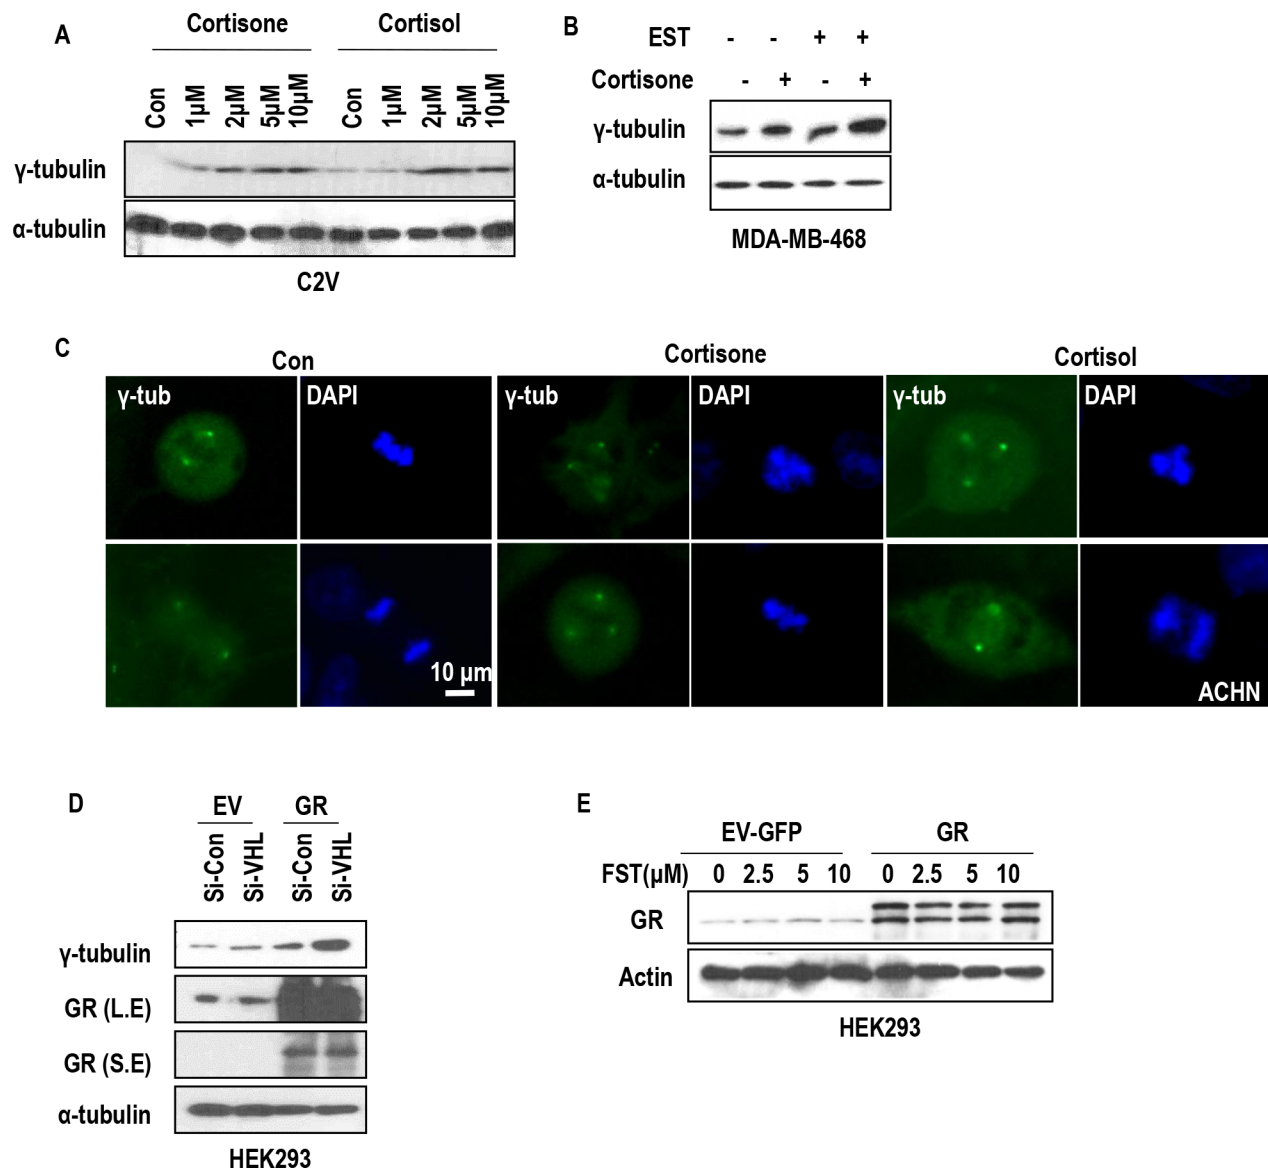 A
Cortisone Cortisol
Con 1µM 2µM 5µM 10µM Con 1µM 2µM 5µM 10µM
γ-tubulin
α-tubulin
C2V
B
EST - - + +
Cortisone - + - +
γ-tubulin
α-tubulin
MDA-MB-468
C
Con Cortisone Cortisol
γ-tub DAPI γ-tub DAPI γ-tub DAPI
10 µm
ACHN
D
EV GR
Si-Con Si-VHL Si-Con Si-VHL
γ-tubulin
GR (L.E)
GR (S.E)
α-tubulin
HEK293
E
EV-GFP GR
FST(µM) 0 2.5 5 10 0 2.5 5 10
GR
Actin
HEK293